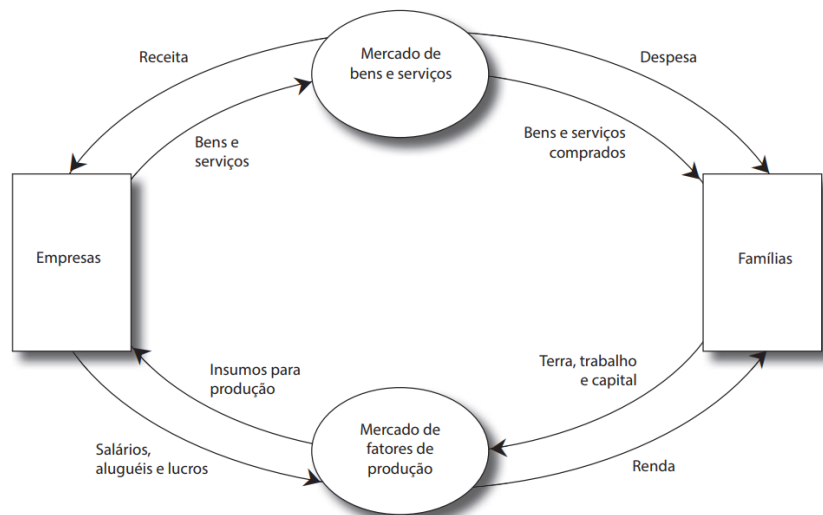 Mercado de
bens e serviços
Receita
Despesa
Bens e
serviços
Bens e serviços
comprados
Empresas
Famílias
Insumos para
produção
Terra, trabalho
e capital
Mercado de
fatores de
produção
Salários,
aluguéis e lucros
Renda